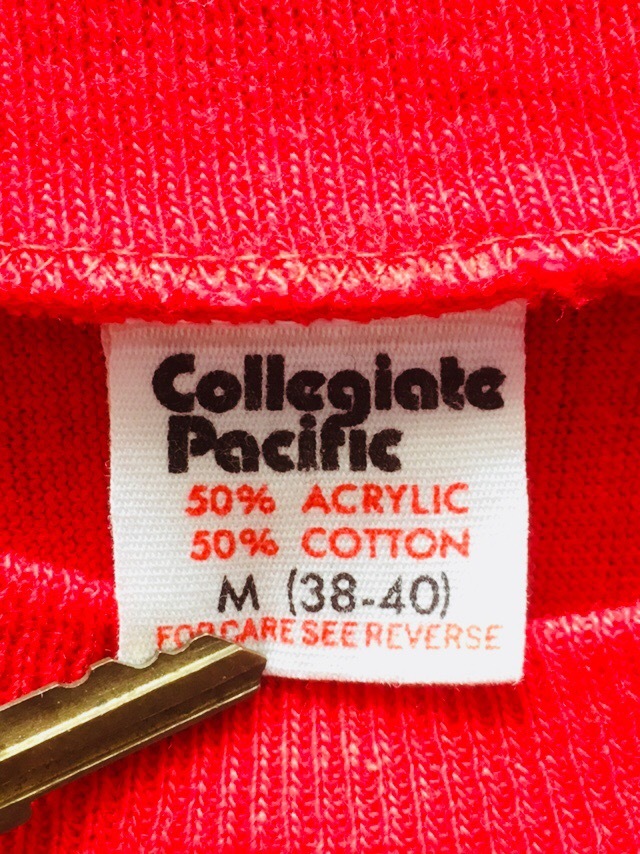 Collegiate
Pacific
50% ACRYLIC
50% COTTON
M (38-40)
FOR CARE SEE REVERSE